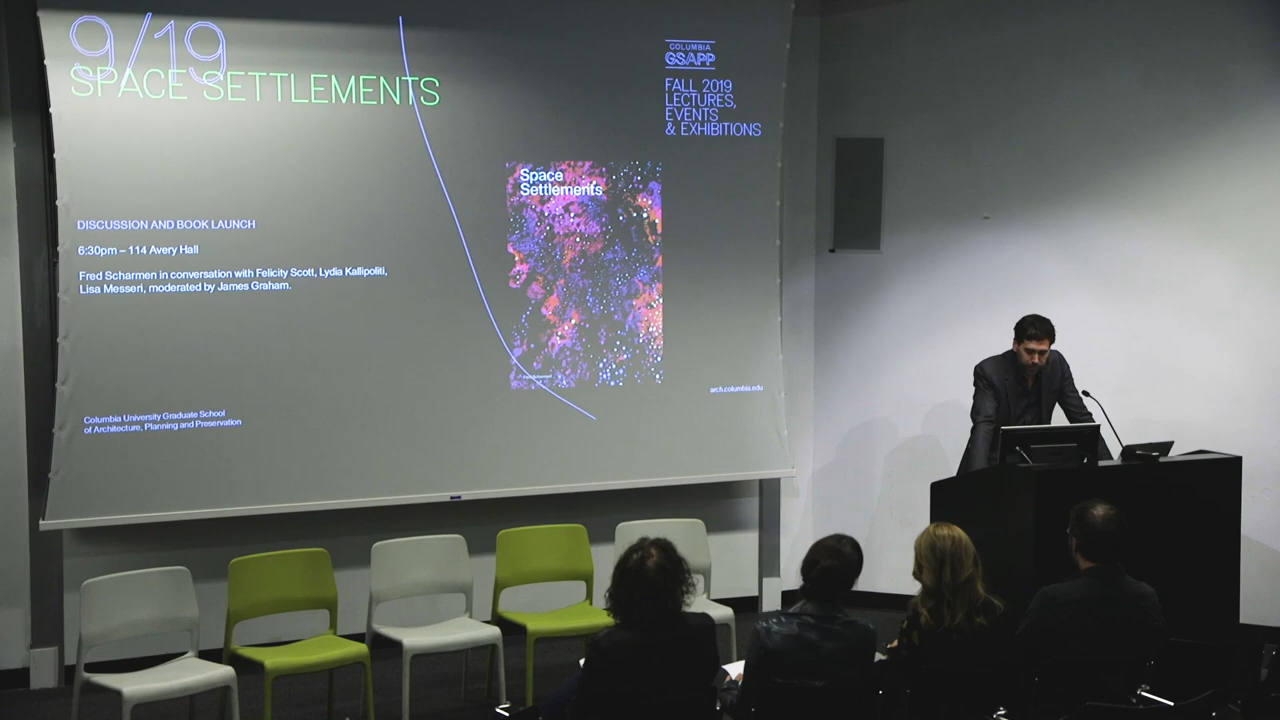 9/19
SPACE SETTLEMENTS
COLUMBIA
GSAPP
FALL 2019
LECTURES,
EVENTS
& EXHIBITIONS
Space
Settlements
DISCUSSION AND BOOK LAUNCH
6:30pm – 114 Avery Hall
Fred Scharmen in conversation with Felicity Scott, Lydia Kallipoliti,
Lisa Messeri, moderated by James Graham.
Fred Scharmen
arch.columbia.edu
Columbia University Graduate School
of Architecture, Planning and Preservation